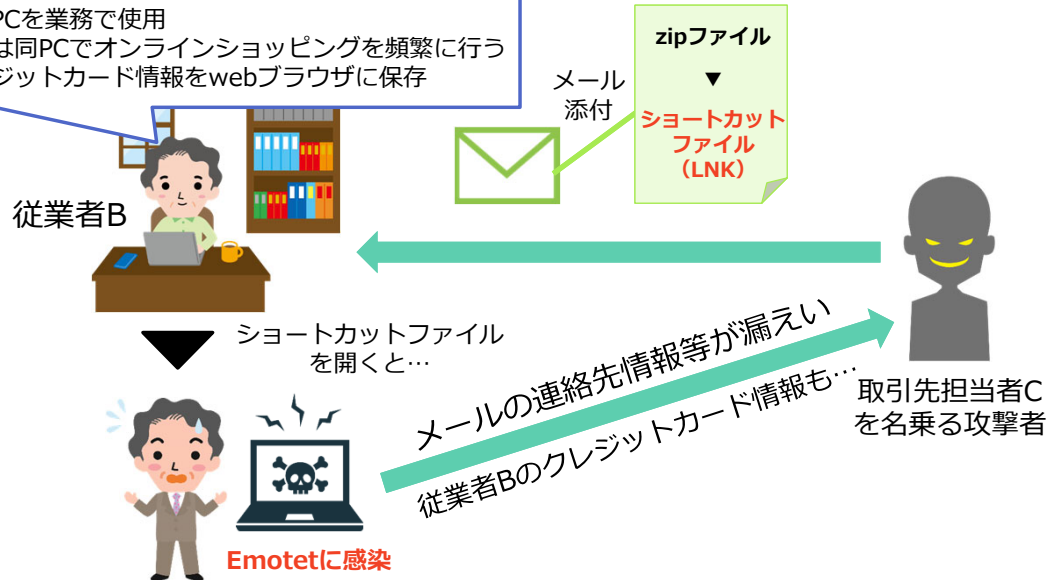 PCを業務で使用
は同PCでオンラインショッピングを頻繁に行う
ジットカード情報をwebブラウザに保存
メール
添付
zipファイル
▼
ショートカット
ファイル
（LNK）
従業者B
ショートカットファイル
を開くと…
メールの連絡先情報等が漏えい
従業者Bのクレジットカード情報も…
取引先担当者C
を名乗る攻撃者
Emotetに感染